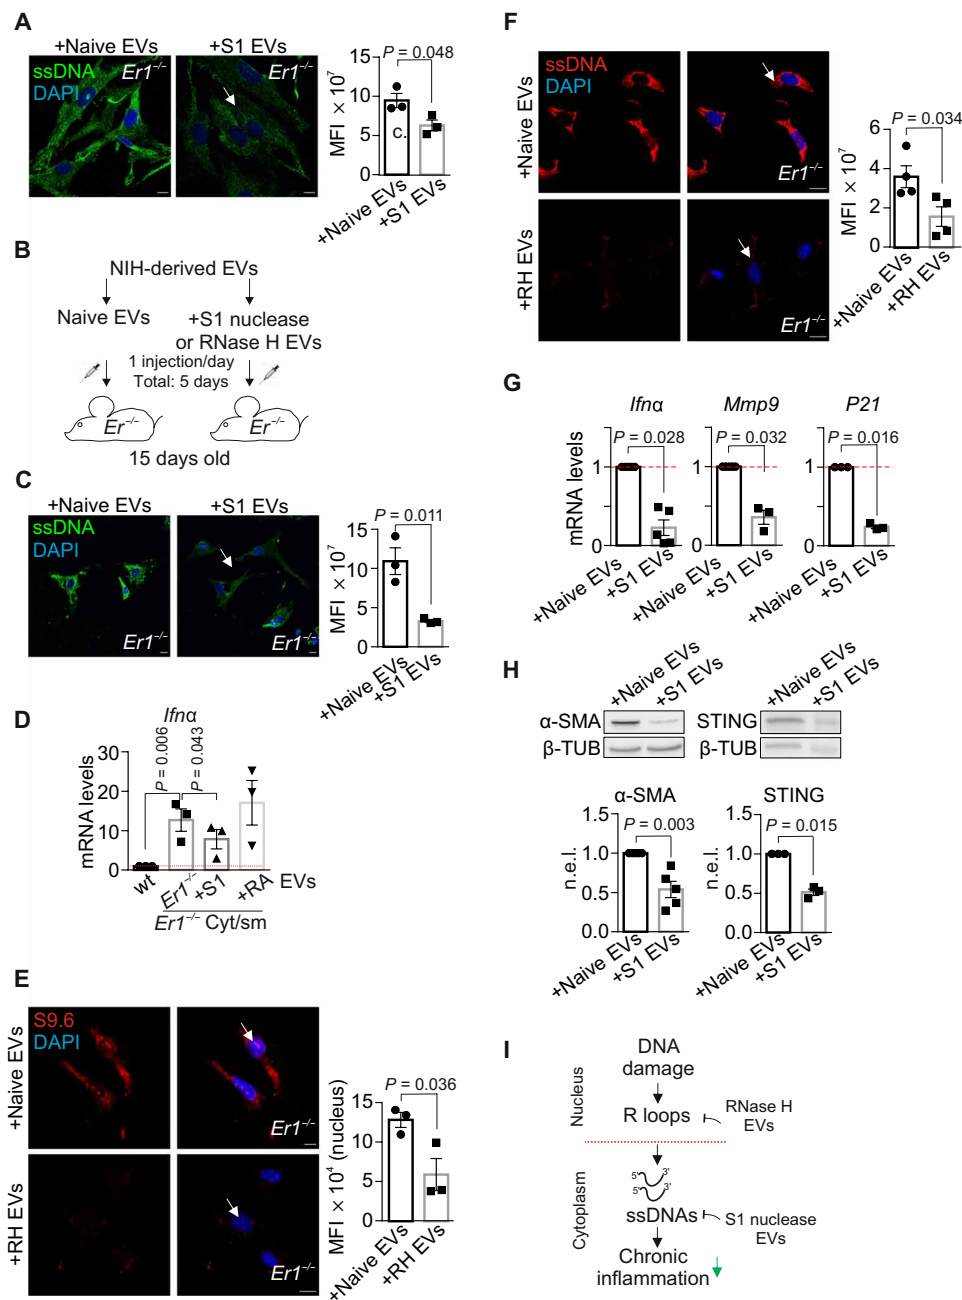 A
+Naive EVs
+S1 EVs
ssDNA
DAPI
Er1⁻/⁻
Er1⁻/⁻
P = 0.048
MFI × 10⁷
15
10
5
0
c.
+Naive EVs
+S1 EVs
B
NIH-derived EVs
Naive EVs
+S1 nuclease
or RNase H EVs
1 injection/day
Total: 5 days
Er⁻/⁻
Er⁻/⁻
15 days old
C
+Naive EVs
+S1 EVs
ssDNA
DAPI
Er1⁻/⁻
Er1⁻/⁻
P = 0.011
MFI × 10⁷
15
10
5
0
+Naive EVs
+S1 EVs
D
Ifnα
P = 0.006
P = 0.043
mRNA levels
30
20
10
0
wt
Er1⁻/⁻
+S1
+RA
EVs
Er1⁻/⁻ Cyt/sm
E
+Naive EVs
+RH EVs
S9.6
DAPI
Er1⁻/⁻
Er1⁻/⁻
P = 0.036
MFI × 10⁴ (nucleus)
15
10
5
0
+Naive EVs
+RH EVs
F
+Naive EVs
+RH EVs
ssDNA
DAPI
Er1⁻/⁻
Er1⁻/⁻
P = 0.034
MFI × 10⁷
6
4
2
0
+Naive EVs
+RH EVs
G
Ifnα
Mmp9
P21
P = 0.028
P = 0.032
P = 0.016
mRNA levels
1
0
1
0
1
0
+Naive EVs
+S1 EVs
+Naive EVs
+S1 EVs
+Naive EVs
+S1 EVs
H
+Naive EVs
+S1 EVs
+Naive EVs
+S1 EVs
α-SMA
β-TUB
STING
β-TUB
α-SMA
STING
P = 0.003
P = 0.015
n.e.l.
1.0
0.5
0.0
n.e.l.
1.0
0.5
0.0
+Naive EVs
+S1 EVs
+Naive EVs
+S1 EVs
I
Nucleus
DNA
damage
R loops
RNase H
EVs
Cytoplasm
5' 3'
5' 3'
ssDNAs
S1 nuclease
EVs
Chronic
inflammation